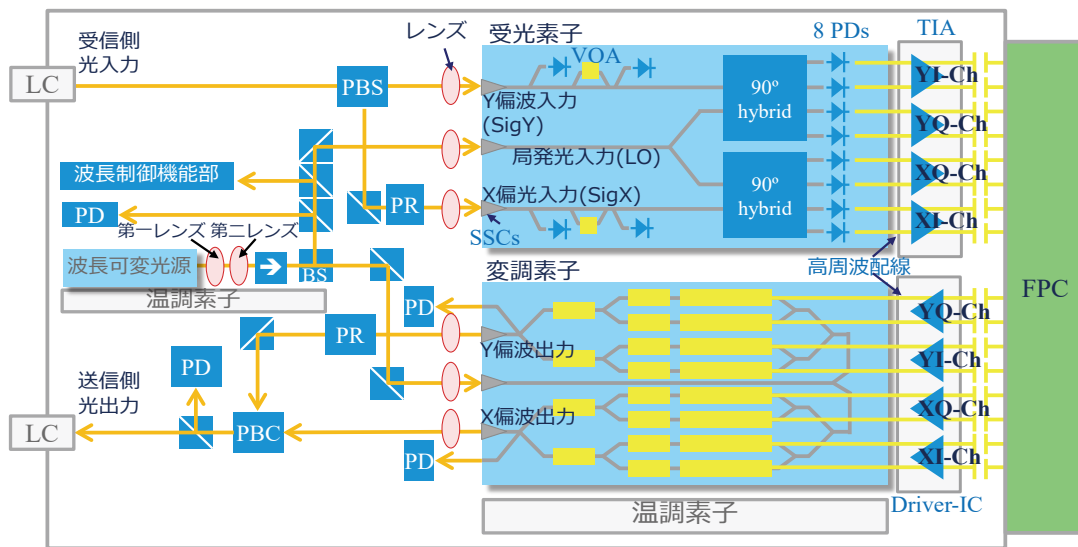 受信側
光入力
LC
PBS
レンズ
受光素子
VOA
8 PDs
TIA
Y偏波入力
(SigY)
90º
hybrid
YI-Ch
YQ-Ch
局発光入力(LO)
波長制御機能部
PD
PR
X偏光入力(SigX)
SSCs
90º
hybrid
XQ-Ch
XI-Ch
第一レンズ
第二レンズ
波長可変光源
BS
温調素子
変調素子
高周波配線
FPC
PD
PR
Y偏波出力
YQ-Ch
YI-Ch
PD
送信側
光出力
LC
PBC
X偏波出力
PD
XQ-Ch
XI-Ch
Driver-IC
温調素子